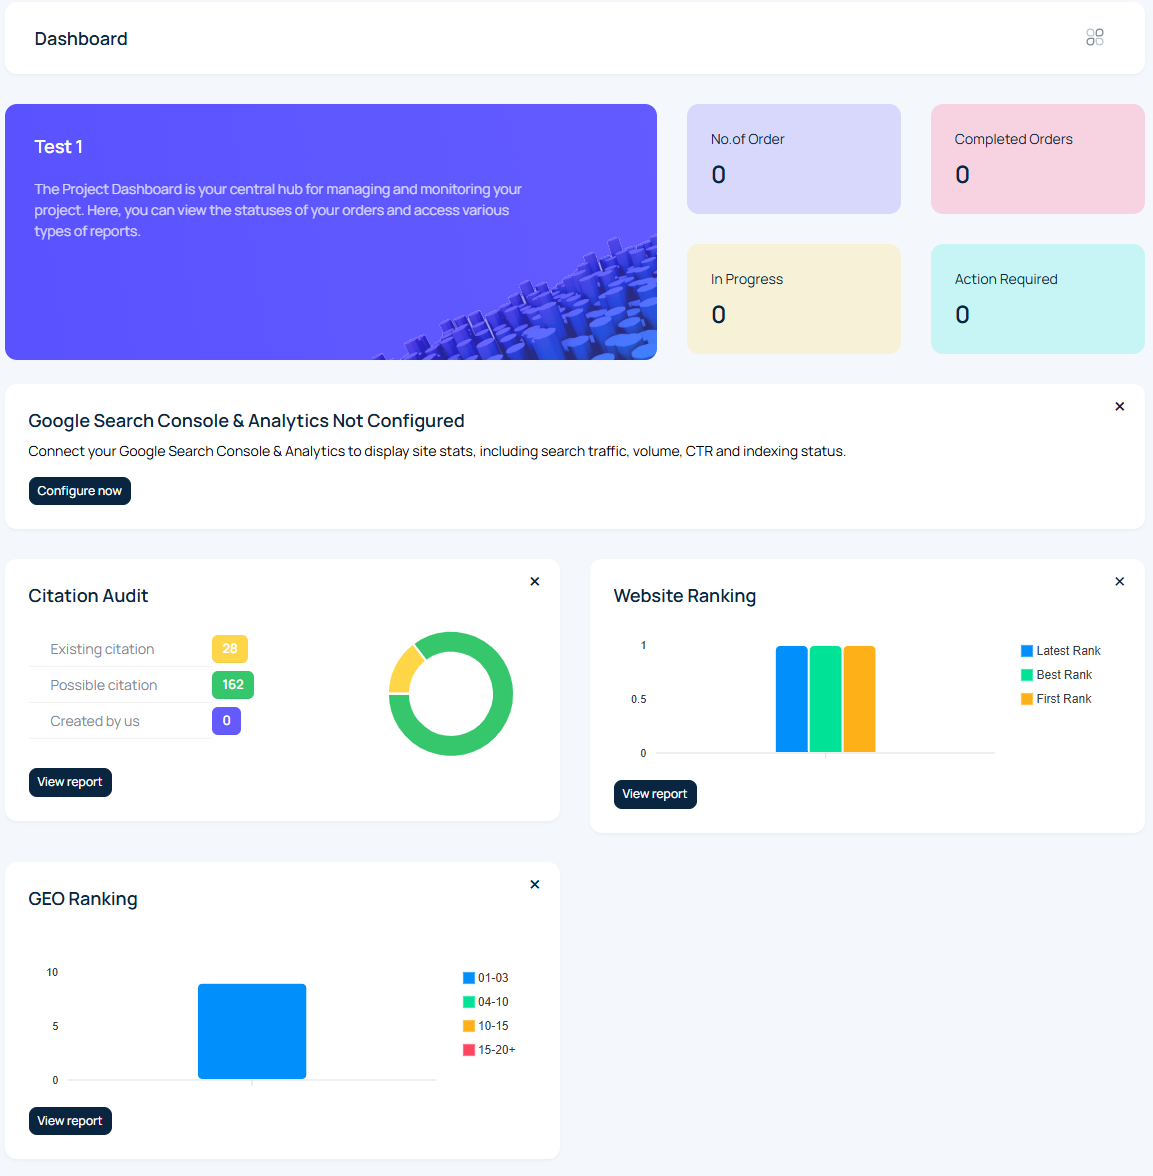 Dashboard
Test 1
The Project Dashboard is your central hub for managing and monitoring your
project. Here, you can view the statuses of your orders and access various
types of reports.
No.of Order
0
Completed Orders
0
In Progress
0
Action Required
0
Google Search Console & Analytics Not Configured
Connect your Google Search Console & Analytics to display site stats, including search traffic, volume, CTR and indexing status.
Configure now
Citation Audit
Existing citation 28
Possible citation 162
Created by us 0
View report
Website Ranking
1
0.5
0
Latest Rank
Best Rank
First Rank
View report
GEO Ranking
10
5
0
01-03
04-10
10-15
15-20+
View report